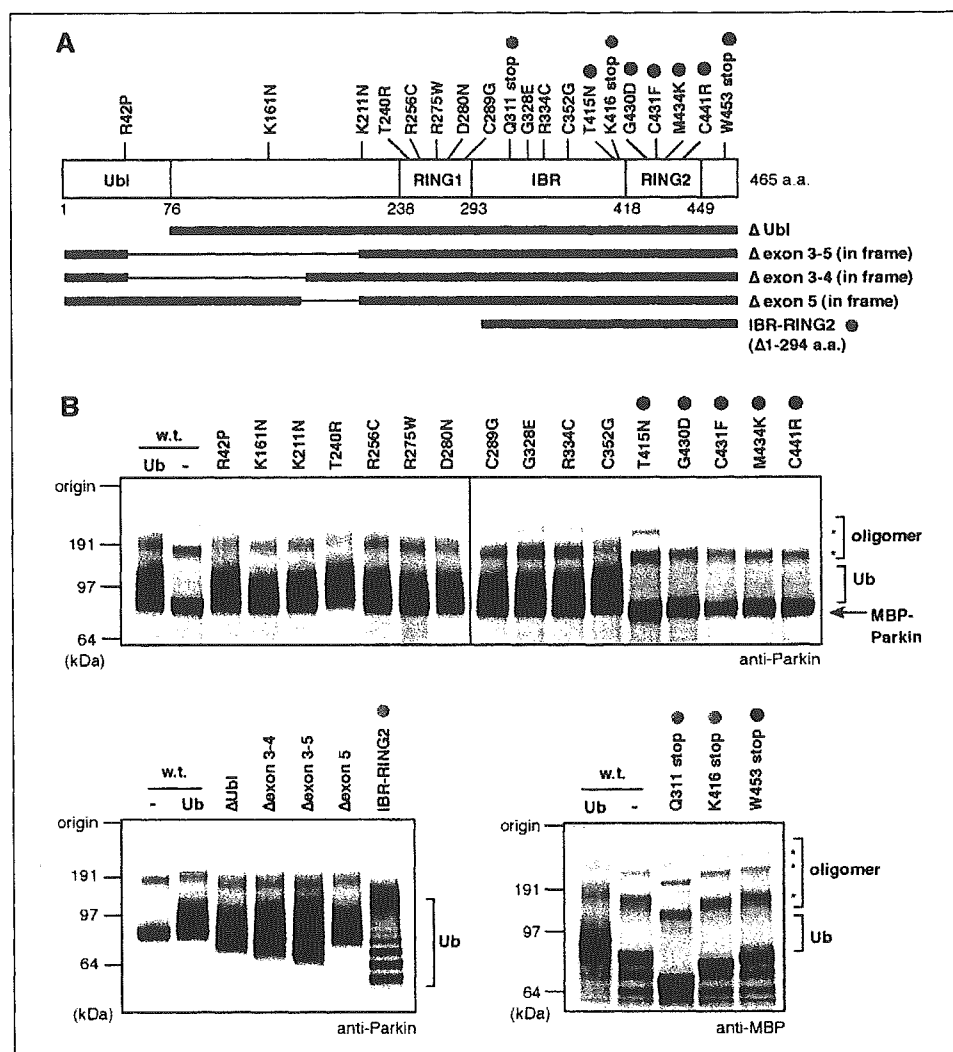 A
R42P
K161N
K211N
T240R
R256C
R275W
D280N
C289G
Q311 stop
G328E
R334C
C352G
T415N
K416 stop
G430D
C431F
M434K
C441R
W453 stop
Ubl RING1 IBR RING2 465 a.a.
1 76 238 293 418 449
Δ Ubl
Δ exon 3-5 (in frame)
Δ exon 3-4 (in frame)
Δ exon 5 (in frame)
IBR-RING2
(Δ1-294 a.a.)
B
w.t.
Ub - R42P K161N K211N T240R R256C R275W D280N C289G G328E R334C C352G T415N G430D C431F M434K C441R
origin
191
97
64
(kDa)
* oligomer
*
Ub
MBP-
Parkin
anti-Parkin
w.t.
- Ub ΔUbl Δexon 3-4 Δexon 3-5 Δexon 5 IBR-RING2
origin
191
97
64
(kDa)
Ub
anti-Parkin
w.t.
Ub - Q311 stop K416 stop W453 stop
origin
191
97
64
(kDa)
*
* oligomer
*
Ub
anti-MBP